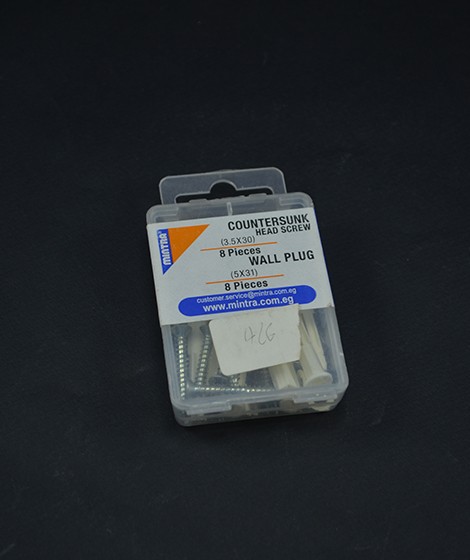 MINTRA
COUNTERSUNK
HEAD SCREW
(3.5X30)
8 Pieces
WALL PLUG
(5X31)
8 Pieces
customer.service@mintra.com.eg
www.mintra.com.eg